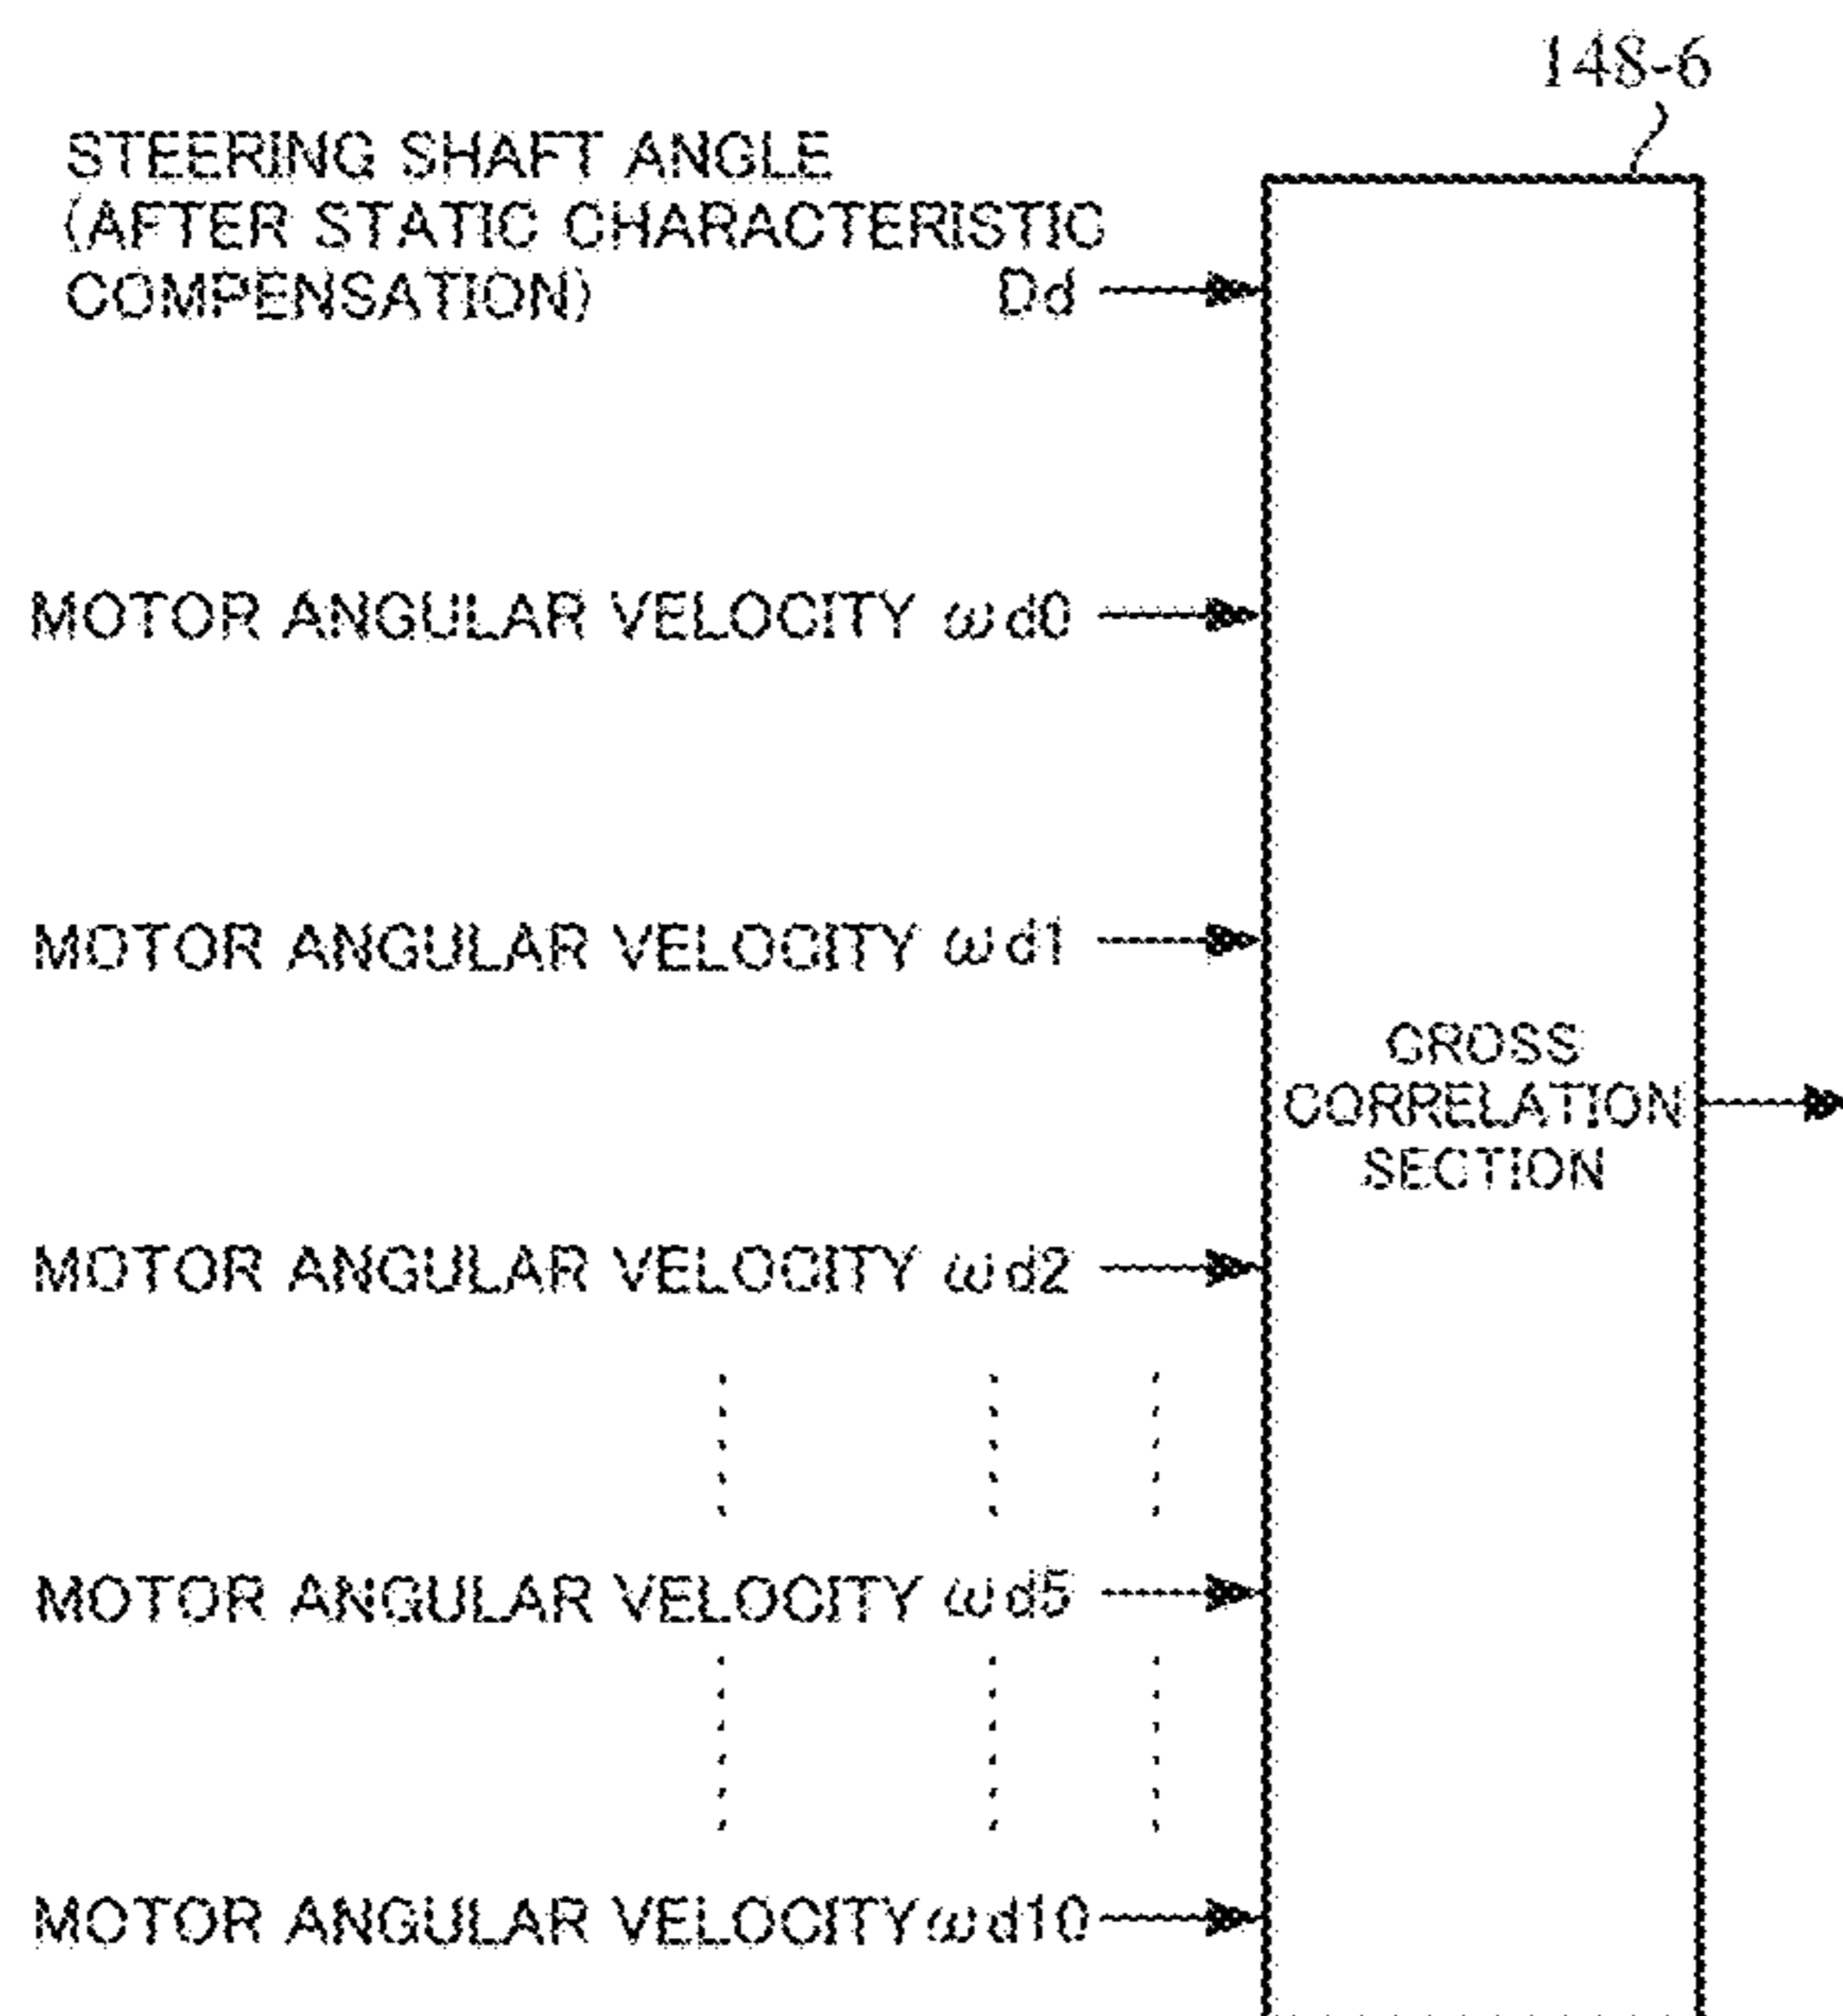 148-6
STEERING SHAFT ANGLE
(AFTER STATIC CHARACTERISTIC
COMPENSATION) Dd
MOTOR ANGULAR VELOCITY ωd0
MOTOR ANGULAR VELOCITY ωd1
CROSS
CORRELATION
SECTION
MOTOR ANGULAR VELOCITY ωd2
MOTOR ANGULAR VELOCITY ωd5
MOTOR ANGULAR VELOCITY ωd10